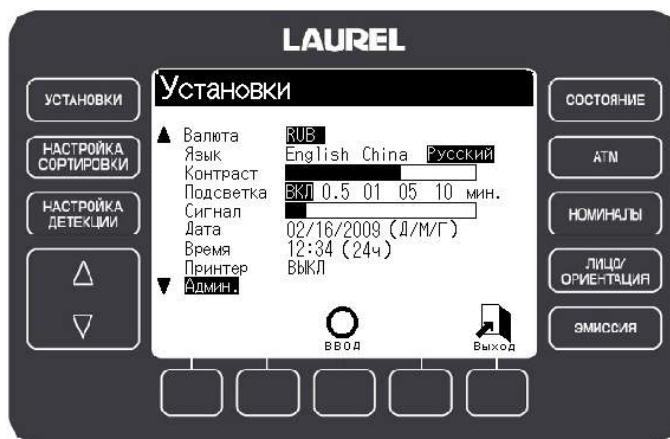 LAUREL
УСТАНОВКИ
НАСТРОЙКА
СОРТИРОВКИ
НАСТРОЙКА
ДЕТЕКЦИИ
Установки
Валюта RUB
Язык English China Русский
Контраст
Подсветка ВКЛ 0.5 01 05 10 мин.
Сигнал
Дата 02/16/2009 (Д/М/Г)
Время 12:34 (24ч)
Принтер ВЫКЛ
Админ.
ВВОД
Выход
СОСТОЯНИЕ
АТМ
НОМИНАЛЫ
ЛИЦО/
ОРИЕНТАЦИЯ
ЭМИССИЯ